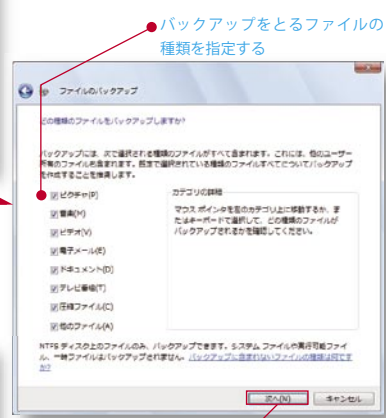 バックアップをとるファイルの
種類を指定する
ファイルのバックアップ
どの種類のファイルをバックアップしますか?
バックアップには、次で選択される種類のファイルがすべて含まれます。これには、他のユーザー
所有のファイルも含まれます。既定で選択されている種類のファイルすべてについてバックアップ
を作成することを推奨します。
ピクチャ(P)
カテゴリの詳細
音楽(M)
マウス ポインタを左のカテゴリ上に移動するか、ま
たはキーボードで選択して、どの種類のファイルが
ビデオ(V)
バックアップされるかを確認してください。
電子メール(E)
ドキュメント(D)
テレビ番組(T)
圧縮ファイル(C)
他のファイル(A)
NTFS ディスク上のファイルのみ、バックアップできます。システム ファイルや実行可能ファイ
ル、一時ファイルはバックアップされません。バックアップに含まれないファイルの種類は何です
か?
次へ(N)
キャンセル